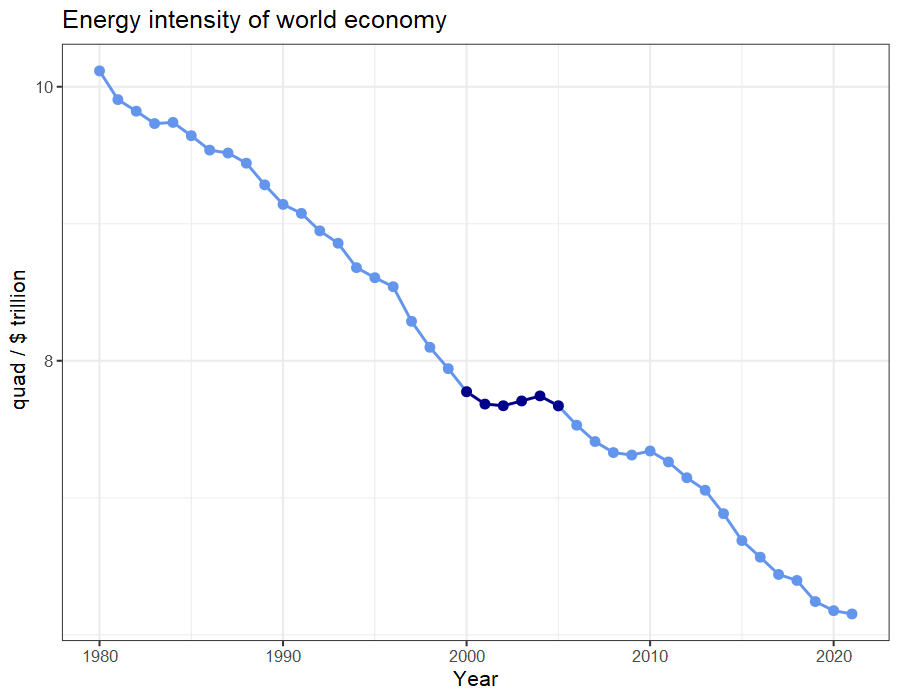 Energy intensity of world economy
10
8
quad / $ trillion
1980 1990 2000 2010 2020
Year